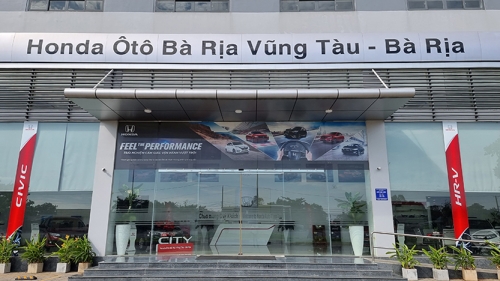 Honda Ôtô Bà Rịa Vũng Tàu - Bà Rịa
HONDA
FEEL THE PERFORMANCE
CIVIC
HR-V
CITY